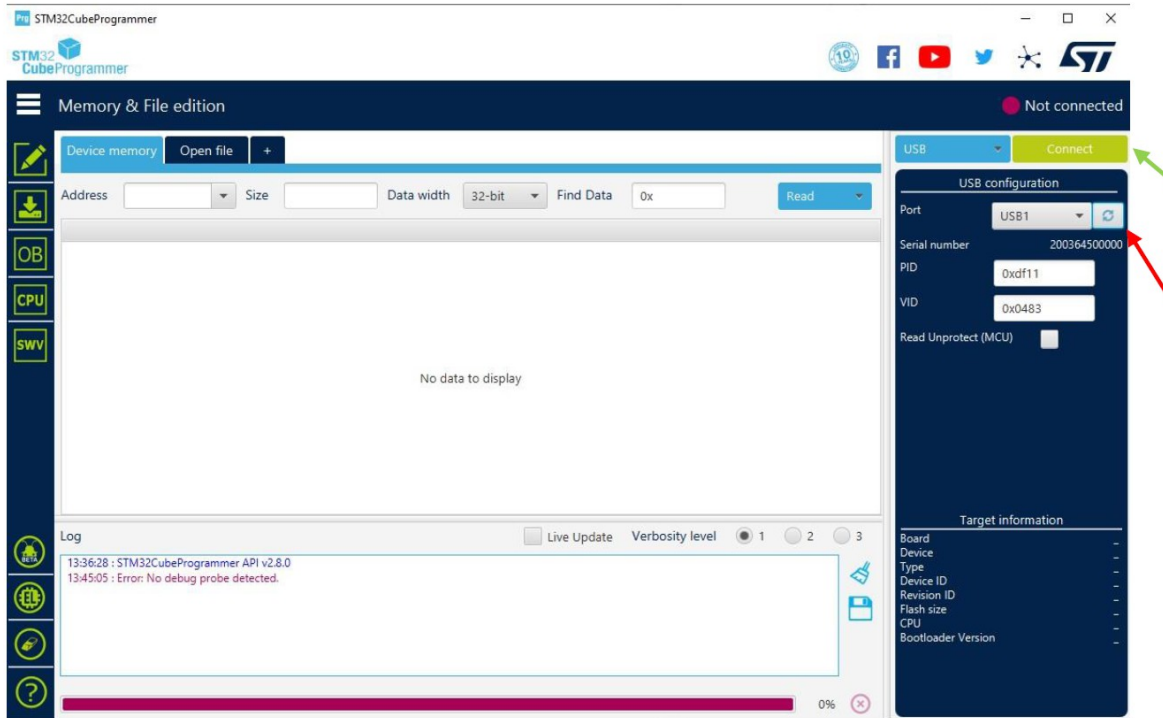 Prg STM32CubeProgrammer
STM32
CubeProgrammer
10
Memory & File edition
Not connected
Device memory Open file +
USB Connect
Address Size Data width 32-bit Find Data 0x Read
USB configuration
Port USB1
Serial number 200364500000
PID 0xdf11
VID 0x0483
Read Unprotect (MCU)
OB
CPU
SWV
No data to display
Log Live Update Verbosity level 1 2 3
13:36:28 : STM32CubeProgrammer API v2.8.0
13:45:05 : Error: No debug probe detected.
0%
Target information
Board -
Device -
Type -
Device ID -
Revision ID -
Flash size -
CPU -
Bootloader Version -
BETA
EL
?